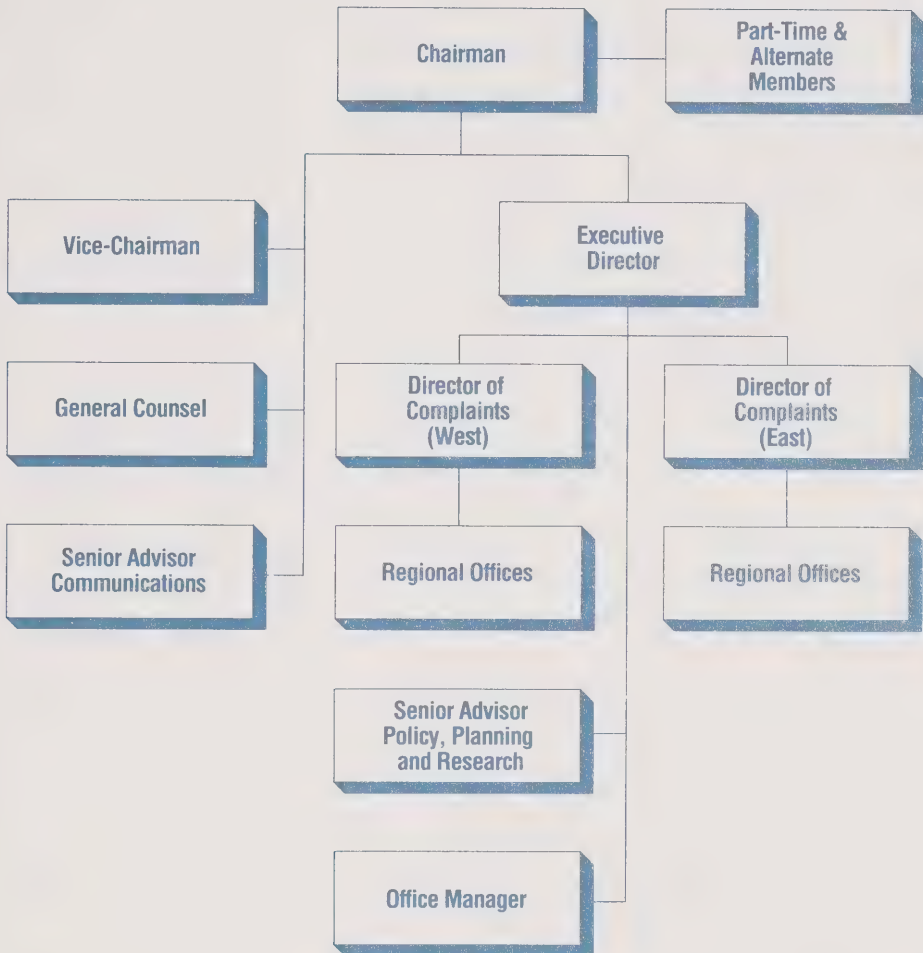 Chairman
Part-Time &
Alternate
Members
Vice-Chairman
Executive
Director
General Counsel
Director of
Complaints
(West)
Director of
Complaints
(East)
Senior Advisor
Communications
Regional Offices
Regional Offices
Senior Advisor
Policy, Planning
and Research
Office Manager